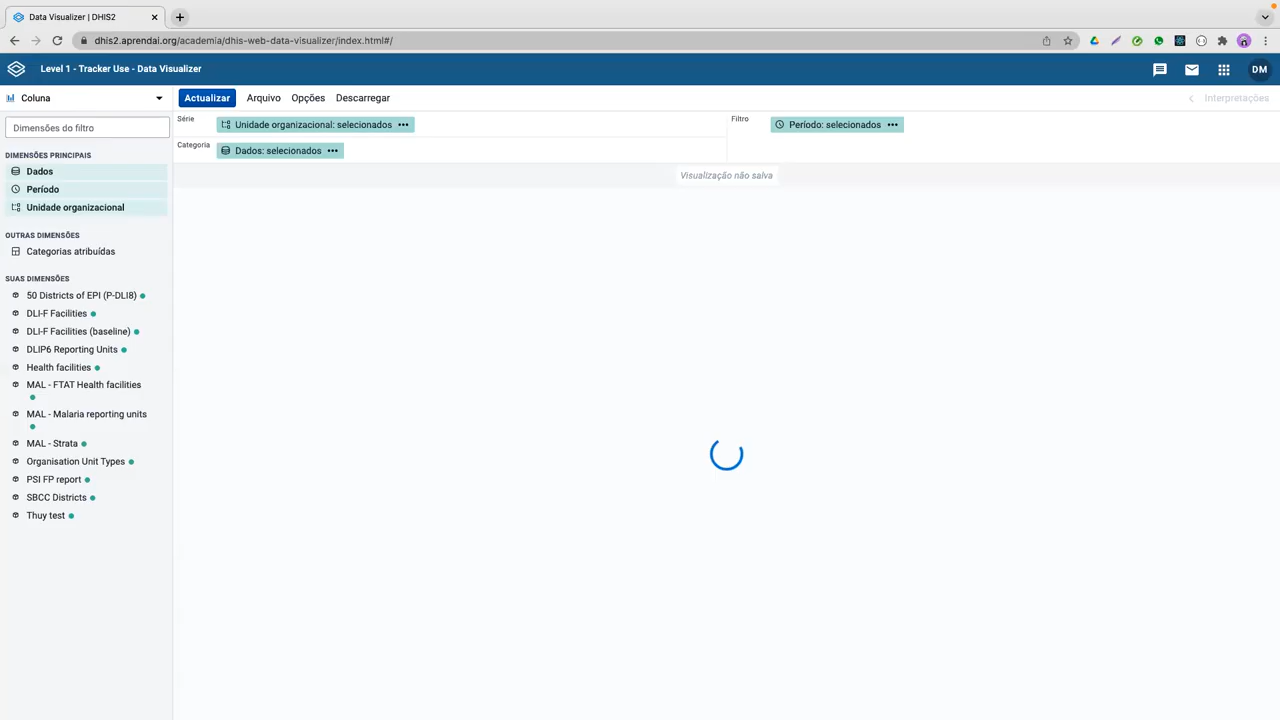 Data Visualizer | DHIS2
dhis2.aprendai.org/academia/dhis-web-data-visualizer/index.html#/
Level 1 - Tracker Use - Data Visualizer
DM
Coluna
Actualizar
Arquivo
Opções
Descarregar
Interpretações
Dimensões do filtro
Série
Unidade organizacional: selecionados
Filtro
Período: selecionados
Categoria
Dados: selecionados
Visualização não salva
DIMENSÕES PRINCIPAIS
Dados
Período
Unidade organizacional
OUTRAS DIMENSÕES
Categorias atribuídas
SUAS DIMENSÕES
50 Districts of EPI (P-DLI8)
DLI-F Facilities
DLI-F Facilities (baseline)
DLIP6 Reporting Units
Health facilities
MAL - FTAT Health facilities
MAL - Malaria reporting units
MAL - Strata
Organisation Unit Types
PSI FP report
SBCC Districts
Thuy test